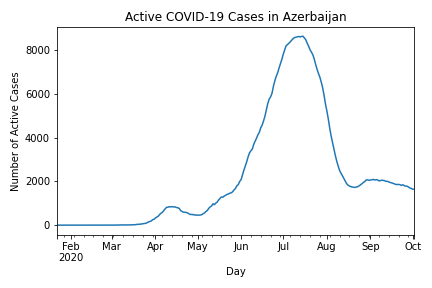 Active COVID-19 Cases in Azerbaijan
Number of Active Cases
8000
6000
4000
2000
0
Feb Mar Apr May Jun Jul Aug Sep Oct
2020
Day